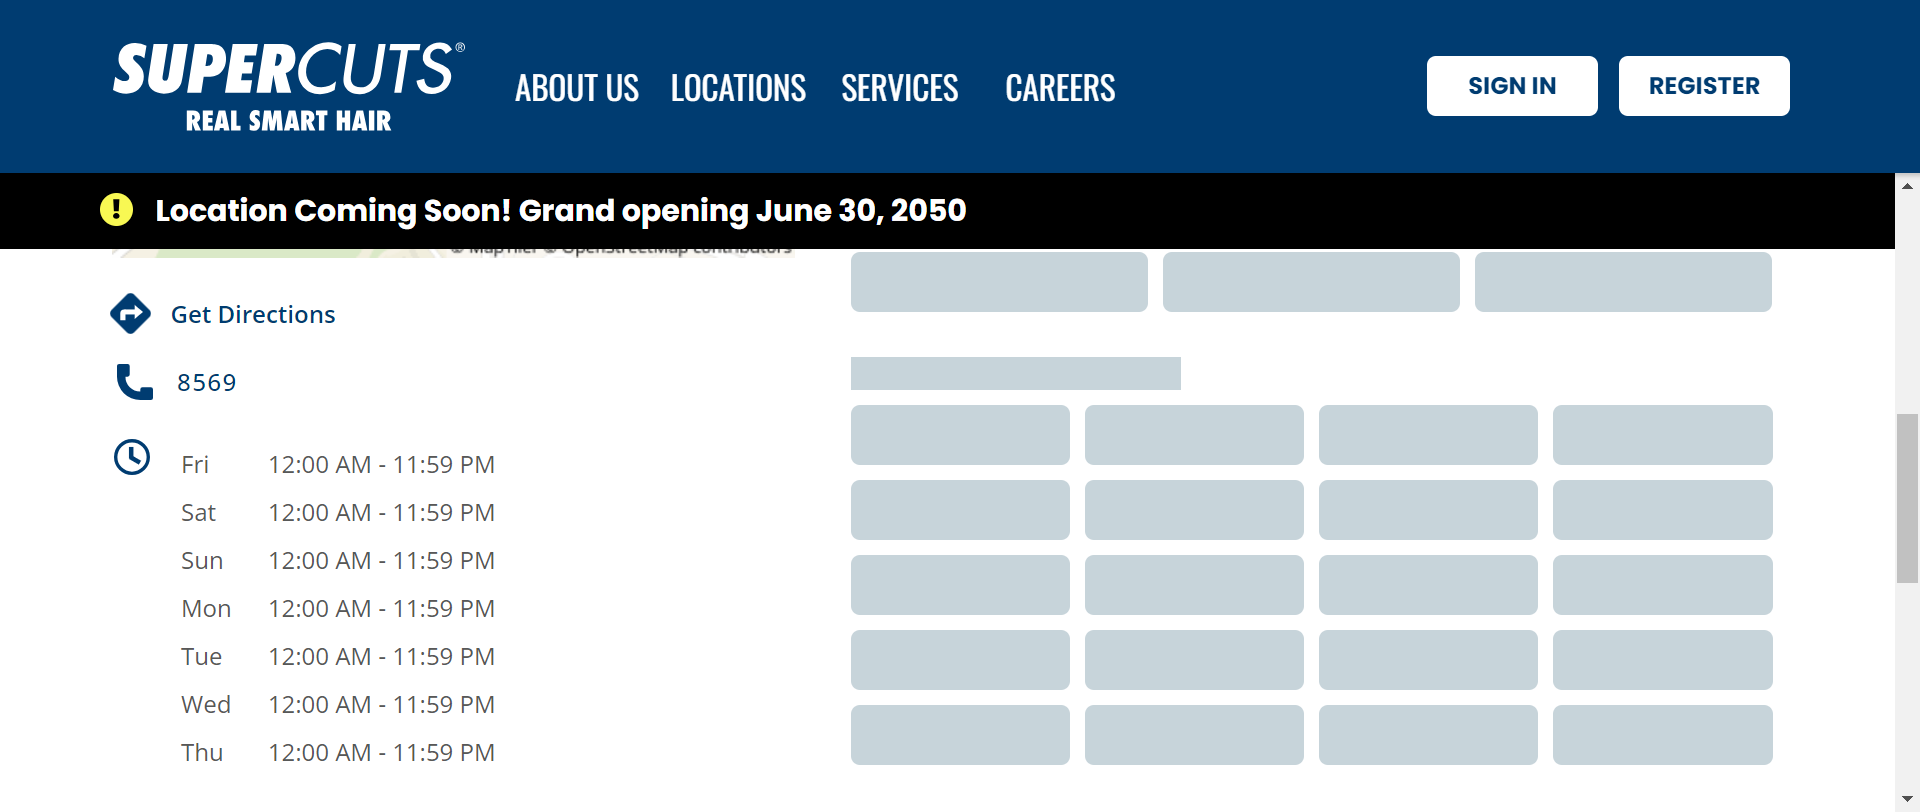 SUPERCUTS®
REAL SMART HAIR
ABOUT US LOCATIONS SERVICES CAREERS
SIGN IN REGISTER
! Location Coming Soon! Grand opening June 30, 2050
© MapTiler © OpenStreetMap contributors
Get Directions
8569
Fri 12:00 AM - 11:59 PM
Sat 12:00 AM - 11:59 PM
Sun 12:00 AM - 11:59 PM
Mon 12:00 AM - 11:59 PM
Tue 12:00 AM - 11:59 PM
Wed 12:00 AM - 11:59 PM
Thu 12:00 AM - 11:59 PM